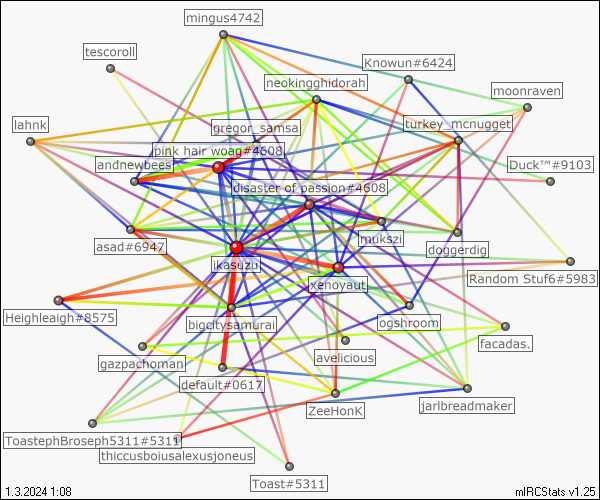 mingus4742
tescoroll
Knowun#6424
neokingghidorah
moonraven
lahnk
gregor_samsa
turkey_mcnugget
pink hair woag#4608
andnewbees
Duck™#9103
disaster of passion#4608
asad#6947
mukszi
doggerdig
ikasuzu
Random Stuf6#5983
xenoyaut
Heighleaigh#8575
bigcitysamurai
ogshroom
facadas.
gazpachoman
avelicious
default#0617
ZeeHonK
jarlbreadmaker
ToastephBroseph5311#5311
thiccusboiusalexusjoneus
Toast#5311
1.3.2024 1:08
mIRCStats v1.25